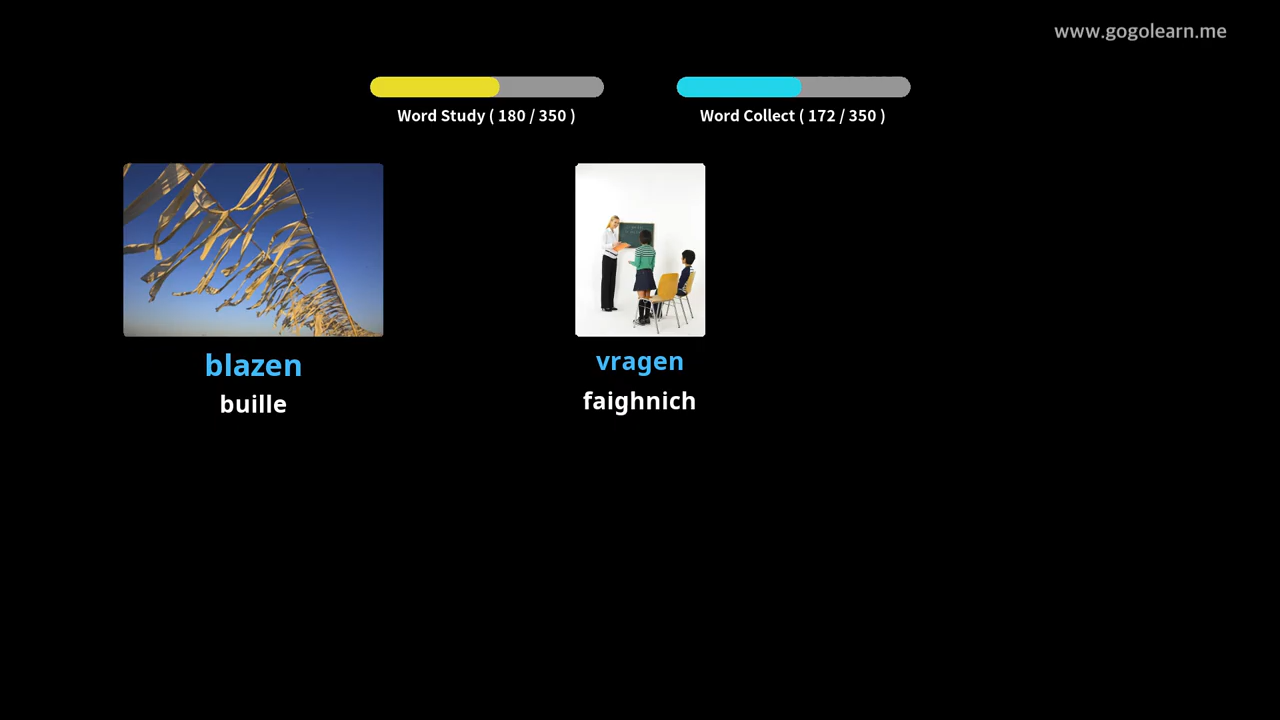 www.gogolearn.me
Word Study ( 180 / 350 )
Word Collect ( 172 / 350 )
blazen
buille
vragen
faighnich